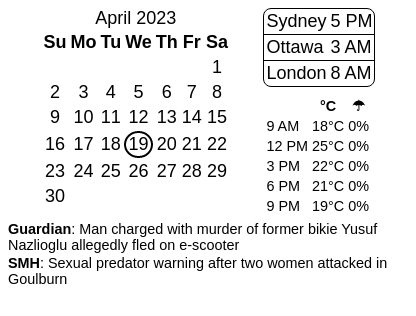 April 2023
Su Mo Tu We Th Fr Sa
1
2 3 4 5 6 7 8
9 10 11 12 13 14 15
16 17 18 19 20 21 22
23 24 25 26 27 28 29
30
Sydney 5 PM
Ottawa 3 AM
London 8 AM
°C ☂
9 AM 18°C 0%
12 PM 25°C 0%
3 PM 22°C 0%
6 PM 21°C 0%
9 PM 19°C 0%
Guardian: Man charged with murder of former bikie Yusuf
Nazlioglu allegedly fled on e-scooter
SMH: Sexual predator warning after two women attacked in
Goulburn